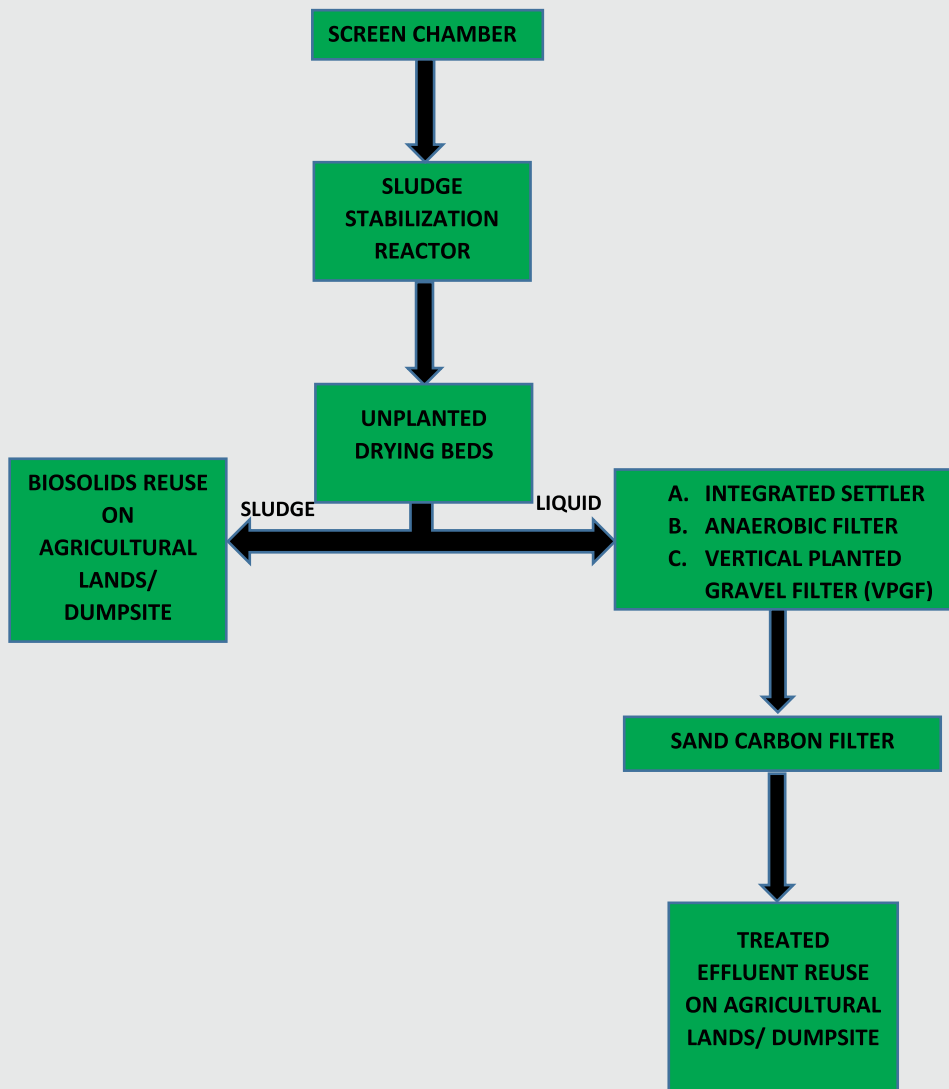 SCREEN CHAMBER
SLUDGE
STABILIZATION
REACTOR
UNPLANTED
DRYING BEDS
SLUDGE
LIQUID
BIOSOLIDS REUSE
ON
AGRICULTURAL
LANDS/
DUMPSITE
A. INTEGRATED SETTLER
B. ANAEROBIC FILTER
C. VERTICAL PLANTED
GRAVEL FILTER (VPGF)
SAND CARBON FILTER
TREATED
EFFLUENT REUSE
ON AGRICULTURAL
LANDS/ DUMPSITE